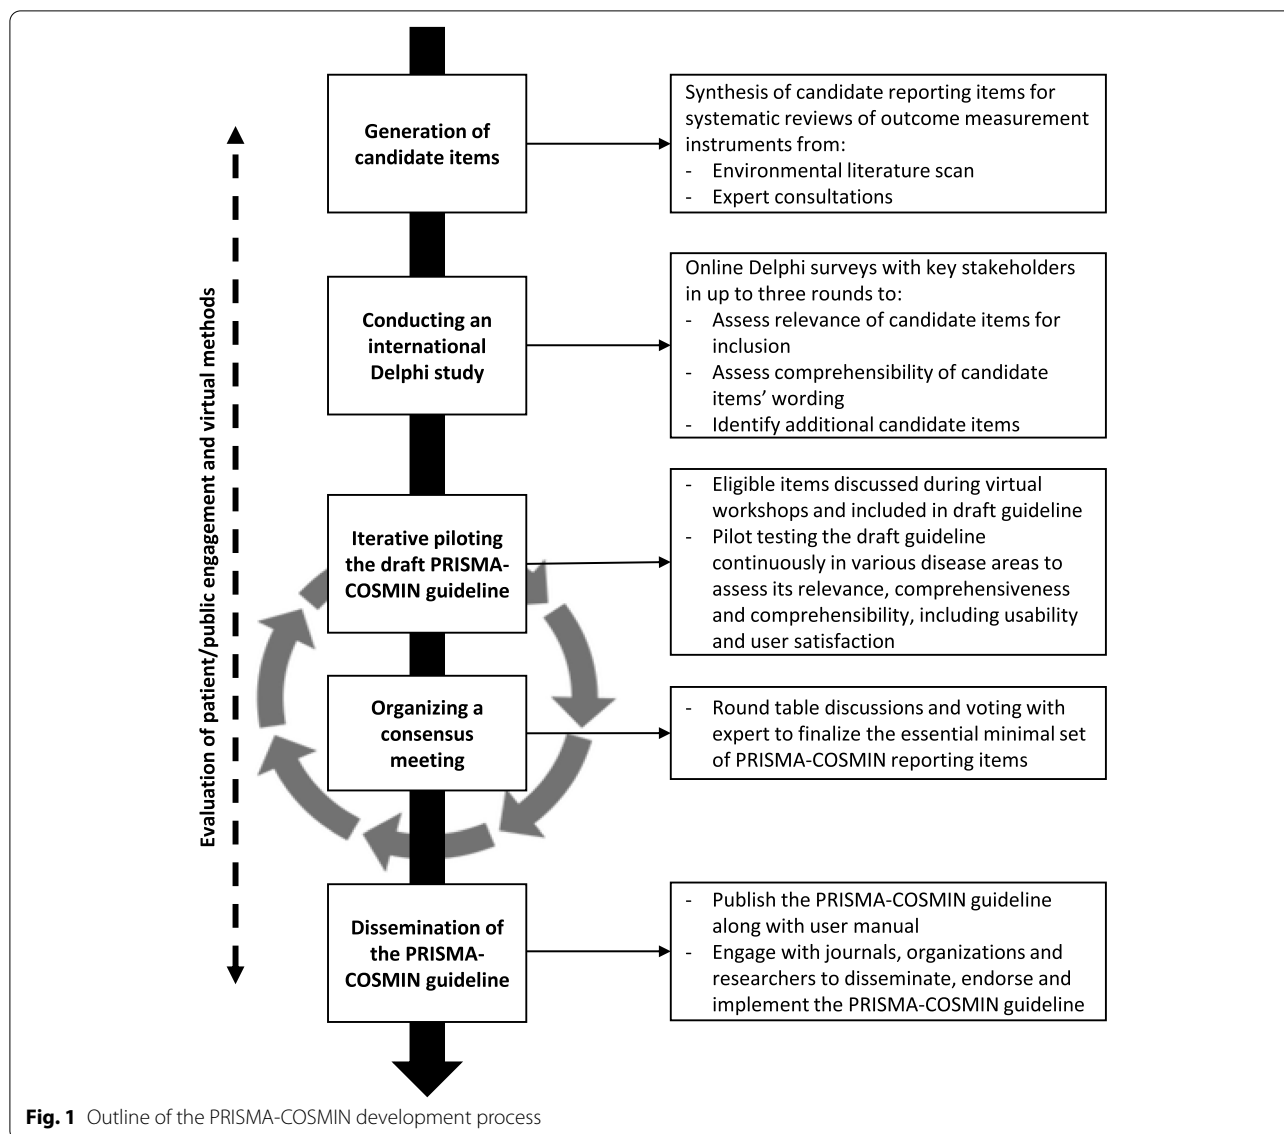 Evaluation of patient/public engagement and virtual methods
Generation of
candidate items
Synthesis of candidate reporting items for
systematic reviews of outcome measurement
instruments from:
- Environmental literature scan
- Expert consultations
Conducting an
international
Delphi study
Online Delphi surveys with key stakeholders
in up to three rounds to:
- Assess relevance of candidate items for
inclusion
- Assess comprehensibility of candidate
items’ wording
- Identify additional candidate items
Iterative piloting
the draft PRISMA-
COSMIN guideline
- Eligible items discussed during virtual
workshops and included in draft guideline
- Pilot testing the draft guideline
continuously in various disease areas to
assess its relevance, comprehensiveness
and comprehensibility, including usability
and user satisfaction
Organizing a
consensus
meeting
- Round table discussions and voting with
expert to finalize the essential minimal set
of PRISMA-COSMIN reporting items
Dissemination of
the PRISMA-
COSMIN guideline
- Publish the PRISMA-COSMIN guideline
along with user manual
- Engage with journals, organizations and
researchers to disseminate, endorse and
implement the PRISMA-COSMIN guideline
Fig. 1 Outline of the PRISMA-COSMIN development process